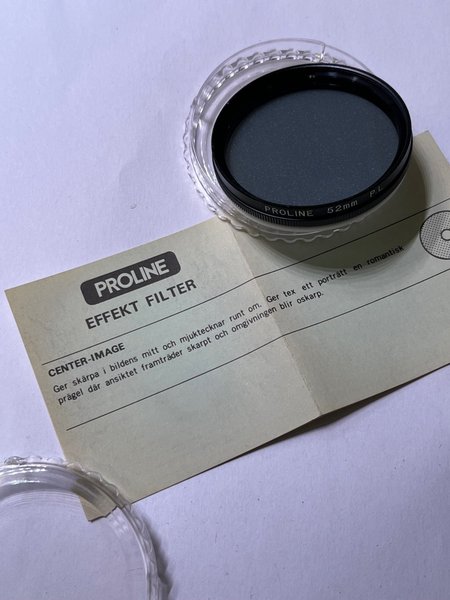 PROLINE 52mm PL
PROLINE
EFFEKT FILTER
CENTER-IMAGE
Ger skärpa i bildens mitt och mjuktecknar runt om. Ger tex ett porträtt en romantisk
prägel där ansiktet framträder skarpt och omgivningen blir oskarp.